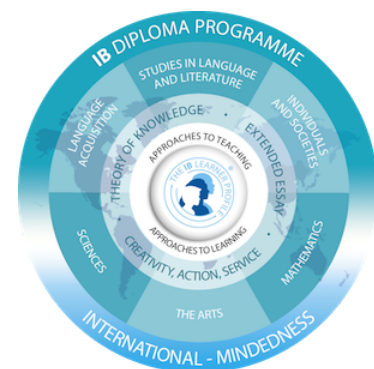 IB DIPLOMA PROGRAMME
STUDIES IN LANGUAGE
AND LITERATURE
LANGUAGE
ACQUISITION
INDIVIDUALS
AND SOCIETIES
THEORY OF KNOWLEDGE
EXTENDED ESSAY
APPROACHES TO TEACHING
THE IB LEARNER PROFILE
APPROACHES TO LEARNING
CREATIVITY, ACTION, SERVICE
SCIENCES
MATHEMATICS
THE ARTS
INTERNATIONAL - MINDEDNESS